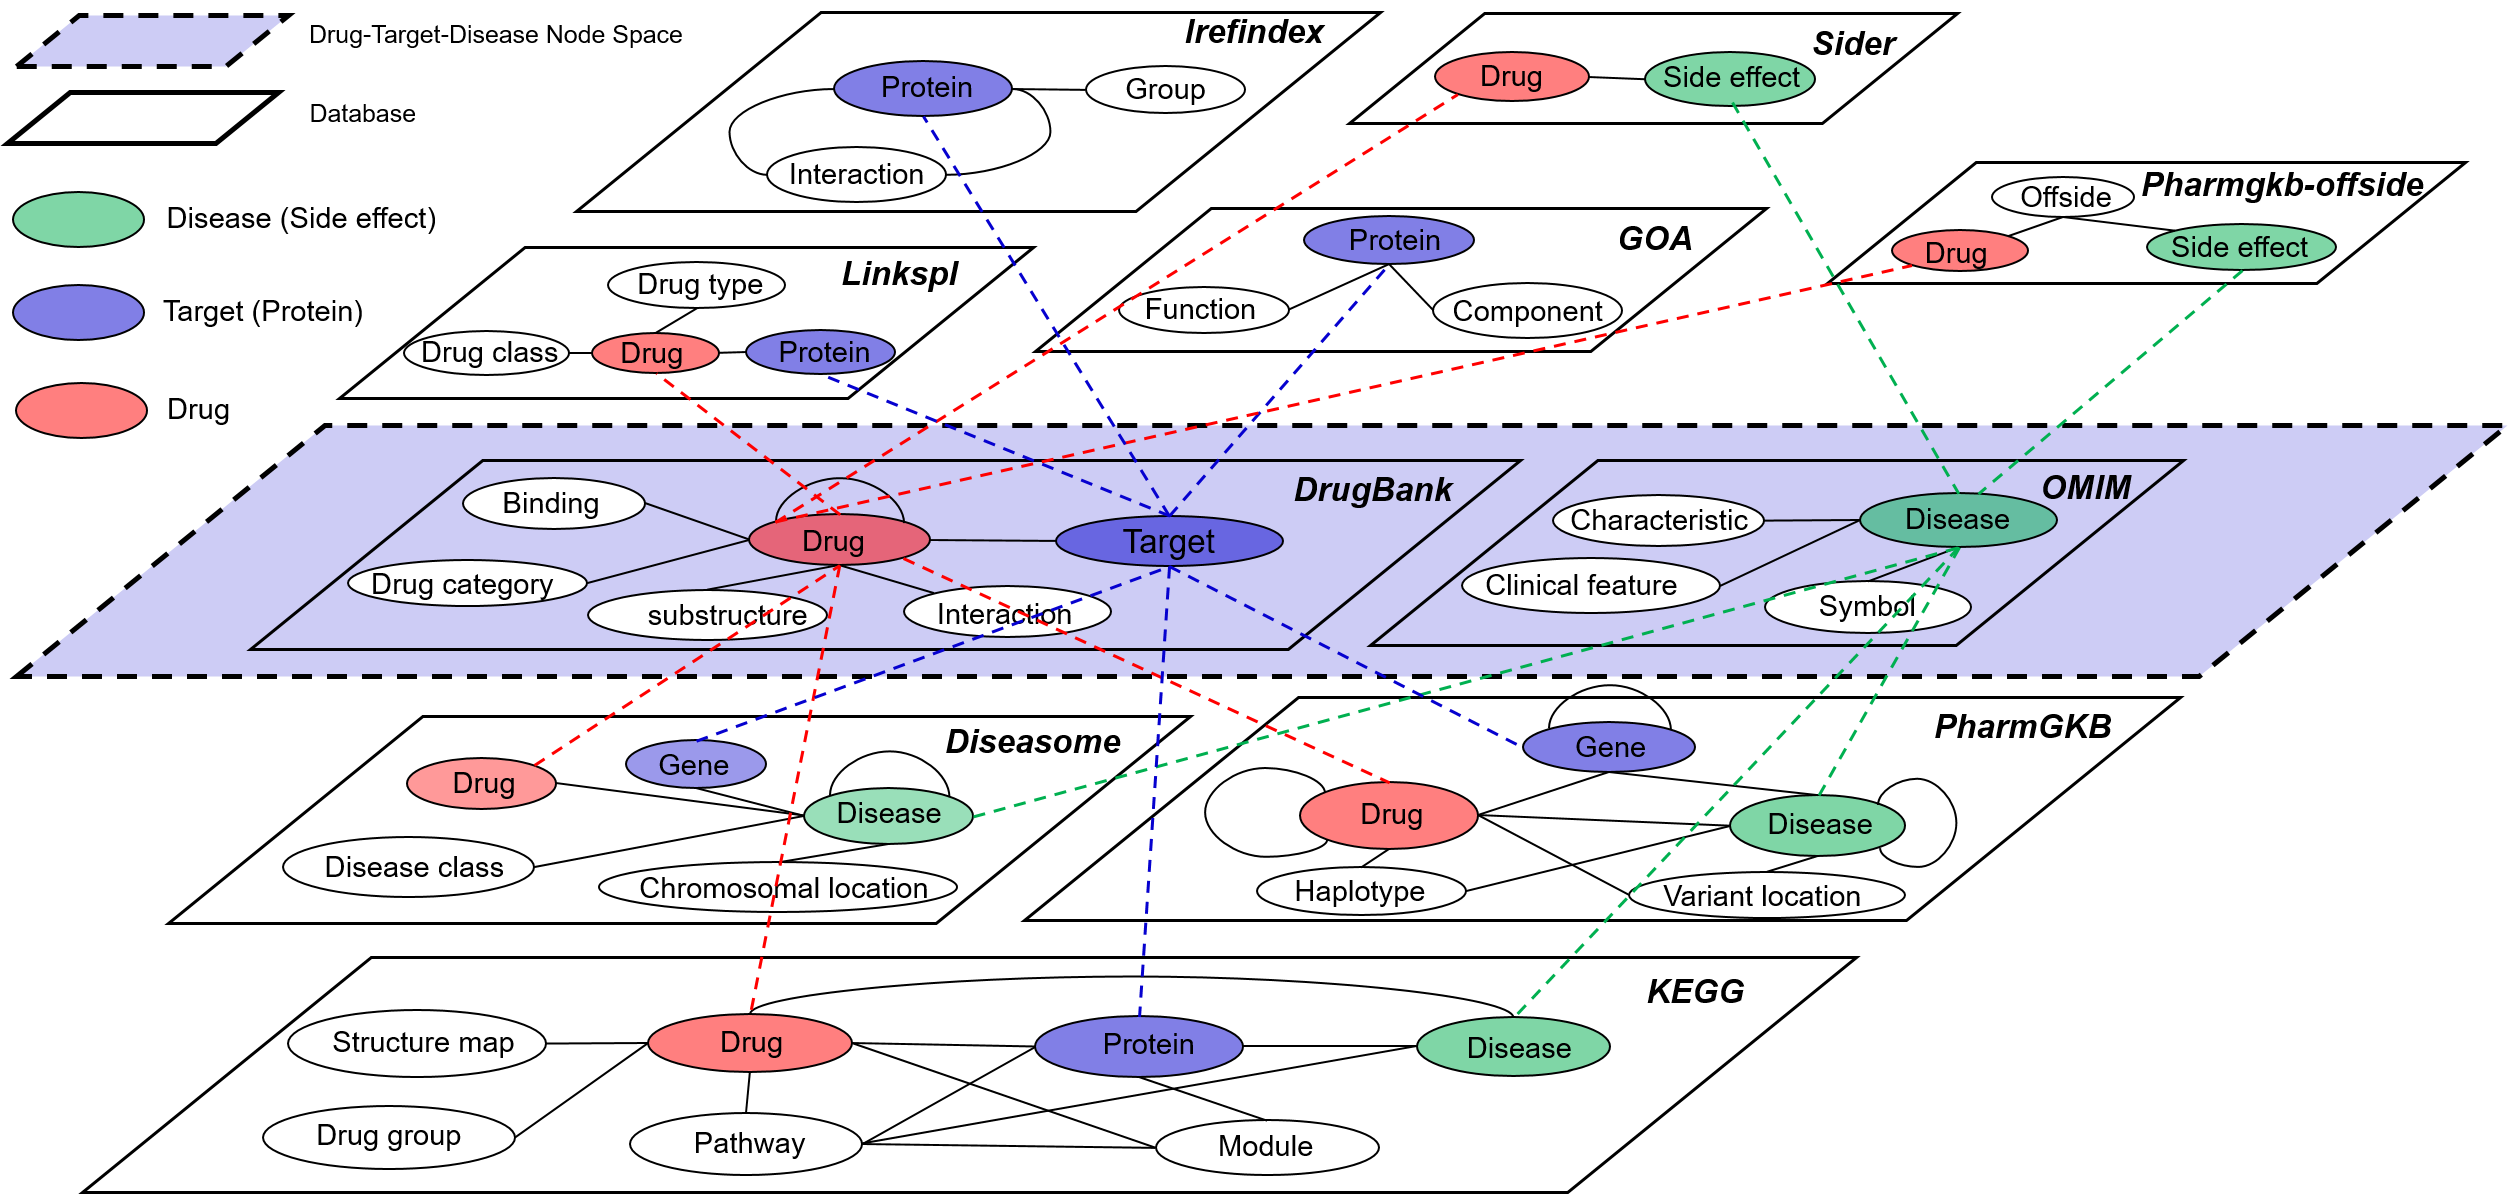 Drug-Target-Disease Node Space
Database
Disease (Side effect)
Target (Protein)
Drug
Irefindex
Protein
Group
Interaction
Sider
Drug
Side effect
Pharmgkb-offside
Offside
Drug
Side effect
GOA
Protein
Function
Component
Linkspl
Drug type
Drug class
Drug
Protein
DrugBank
Binding
Drug
Target
Drug category
substructure
Interaction
OMIM
Characteristic
Disease
Clinical feature
Symbol
Diseasome
Drug
Gene
Disease
Disease class
Chromosomal location
PharmGKB
Gene
Drug
Disease
Haplotype
Variant location
KEGG
Structure map
Drug
Protein
Disease
Drug group
Pathway
Module